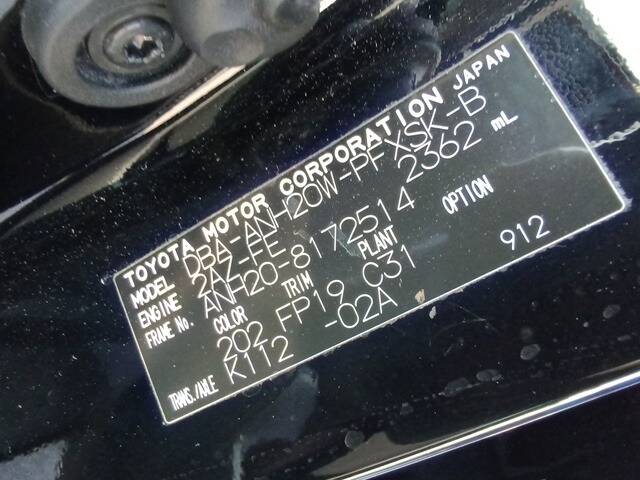 TOYOTA MOTOR CORPORATION JAPAN
MODEL DBA-ANH20W-PFXSK-B
ENGINE 2AZ-FE 2362 mL
FRAME No. ANH20-8172514
COLOR TRIM PLANT OPTION
202 FP19 C31 912
TRANS./AXLE K112 -02A